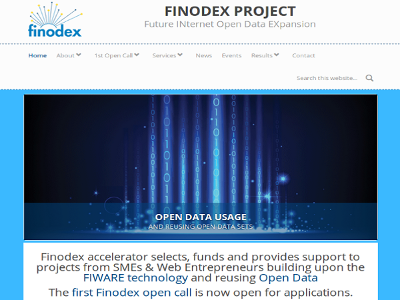 finodex
FINODEX PROJECT
Future INternet Open Data EXpansion
Home About 1st Open Call Services News Events Results Contact
Search this website...
OPEN DATA USAGE
AND REUSING OPEN DATA SETS
Finodex accelerator selects, funds and provides support to
projects from SMEs & Web Entrepreneurs building upon the
FIWARE technology and reusing Open Data
The first Finodex open call is now open for applications.